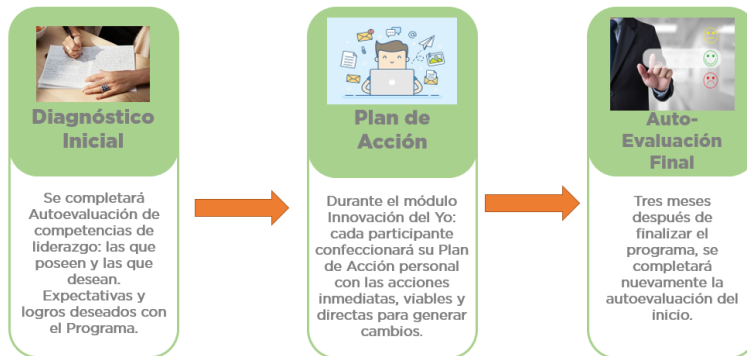 Diagnóstico
Inicial
Se completará
Autoevaluación de
competencias de
liderazgo: las que
poseen y las que
desean.
Expectativas y
logros deseados con
el Programa.
Plan de
Acción
Durante el módulo
Innovación del Yo:
cada participante
confeccionará su Plan
de Acción personal
con las acciones
inmediatas, viables y
directas para generar
cambios.
Auto-
Evaluación
Final
Tres meses
después de
finalizar el
programa, se
completará
nuevamente la
autoevaluación del
inicio.